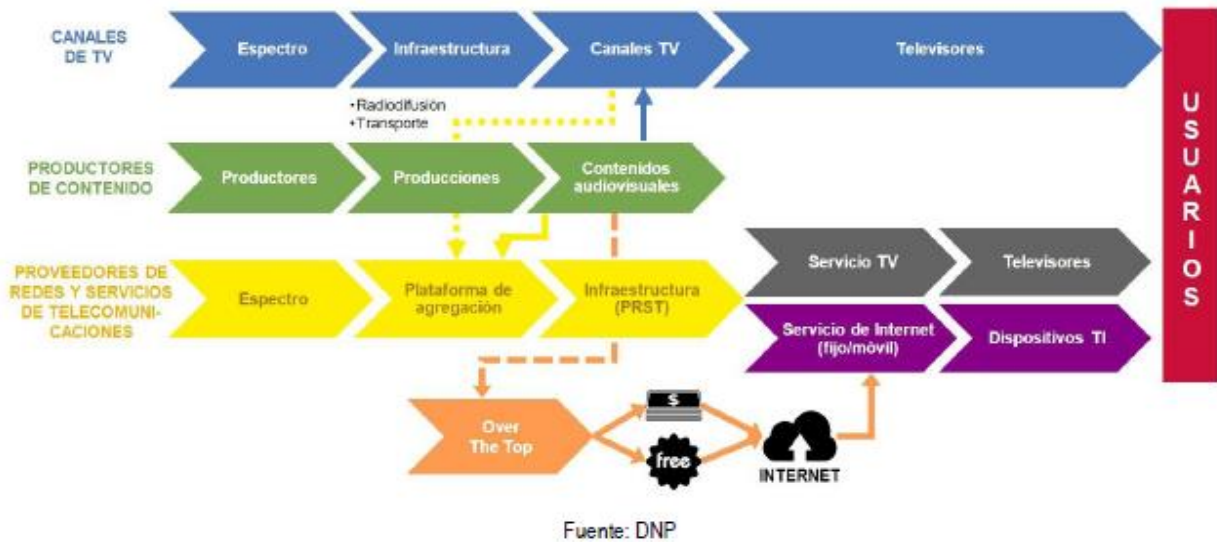 CANALES
DE TV
Espectro
Infraestructura
Canales TV
Televisores
•Radiodifusión
•Transporte
PRODUCTORES
DE CONTENIDO
Productores
Producciones
Contenidos
audiovisuales
PROVEEDORES DE
REDES Y SERVICIOS
DE TELECOMUNI-
CACIONES
Espectro
Plataforma de
agregación
Infraestructura
(PRST)
Servicio TV
Televisores
Servicio de Internet
(fijo/móvil)
Dispositivos TI
USUARIOS
Over
The Top
$
free
INTERNET
Fuente: DNP